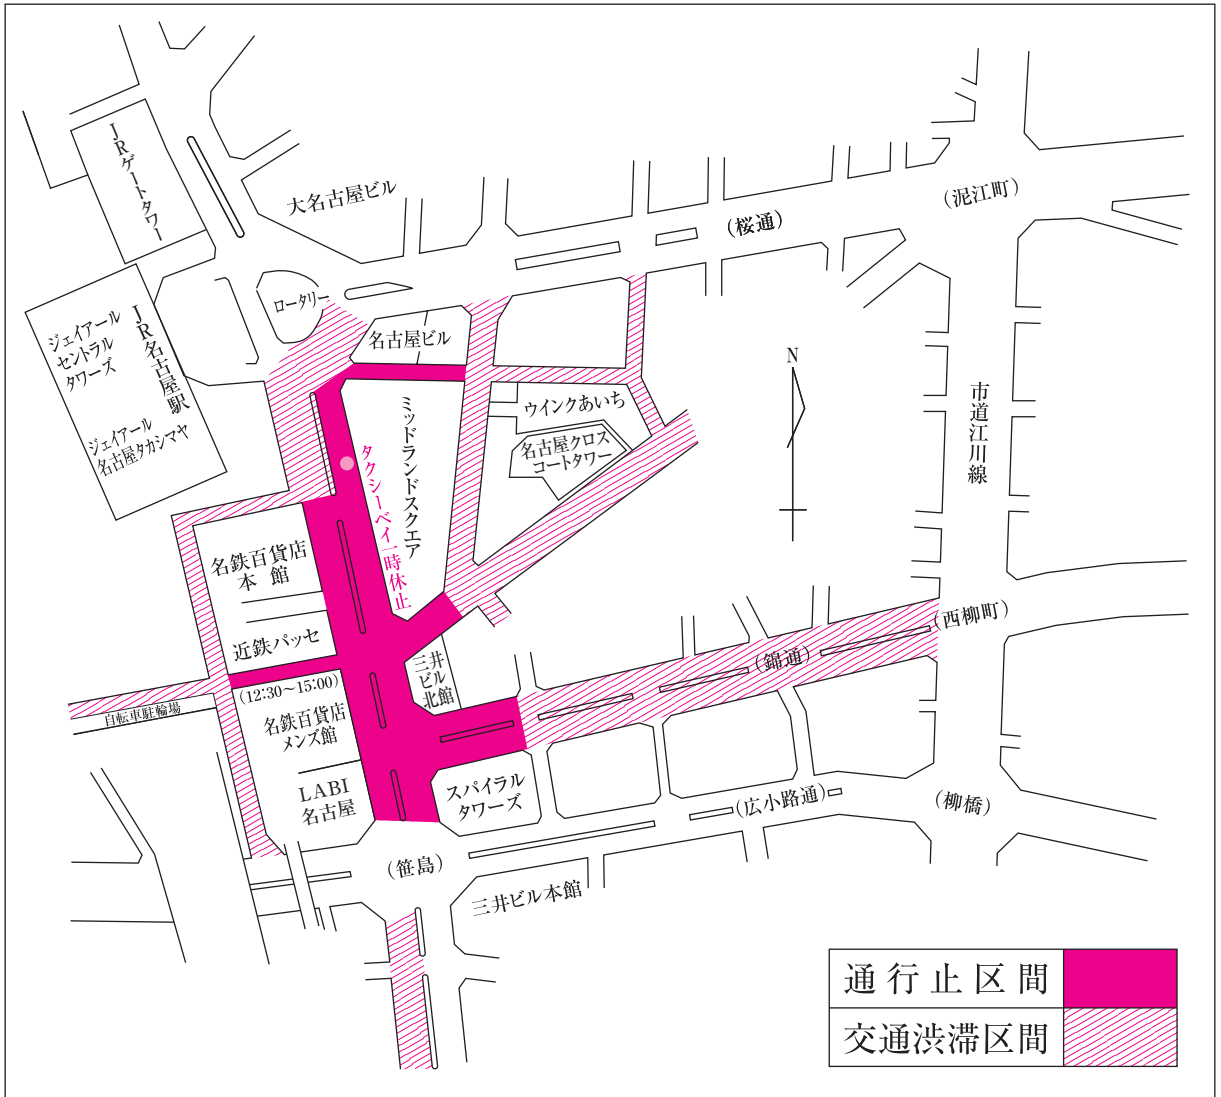 JRゲートタワー
大名古屋ビル
(桜通)
(泥江町)
ロータリー
名古屋ビル
ジェイアール
セントラル
タワーズ
JR名古屋駅
ジェイアール
名古屋タカシマヤ
ミッドランドスクエア
タクシーベイ一時休止
ウインクあいち
名古屋クロス
コートタワー
N
市道江川線
名鉄百貨店
本館
近鉄パッセ
(12:30〜15:00)
自転車駐輪場
名鉄百貨店
メンズ館
LABI
名古屋
三井
ビル
北館
スパイラル
タワーズ
(錦通)
(西柳町)
(広小路通)
(柳橋)
(笹島)
三井ビル本館
通行止区間
交通渋滞区間